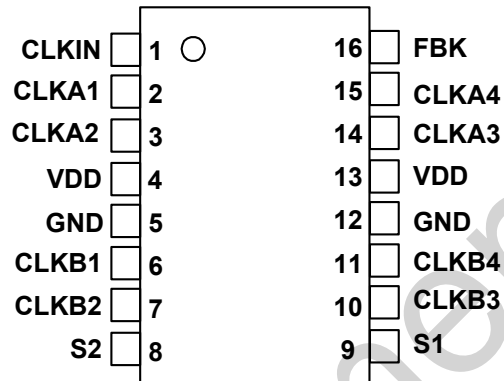 CLKIN 1 16 FBK
CLKA1 2 15 CLKA4
CLKA2 3 14 CLKA3
VDD 4 13 VDD
GND 5 12 GND
CLKB1 6 11 CLKB4
CLKB2 7 10 CLKB3
S2 8 9 S1